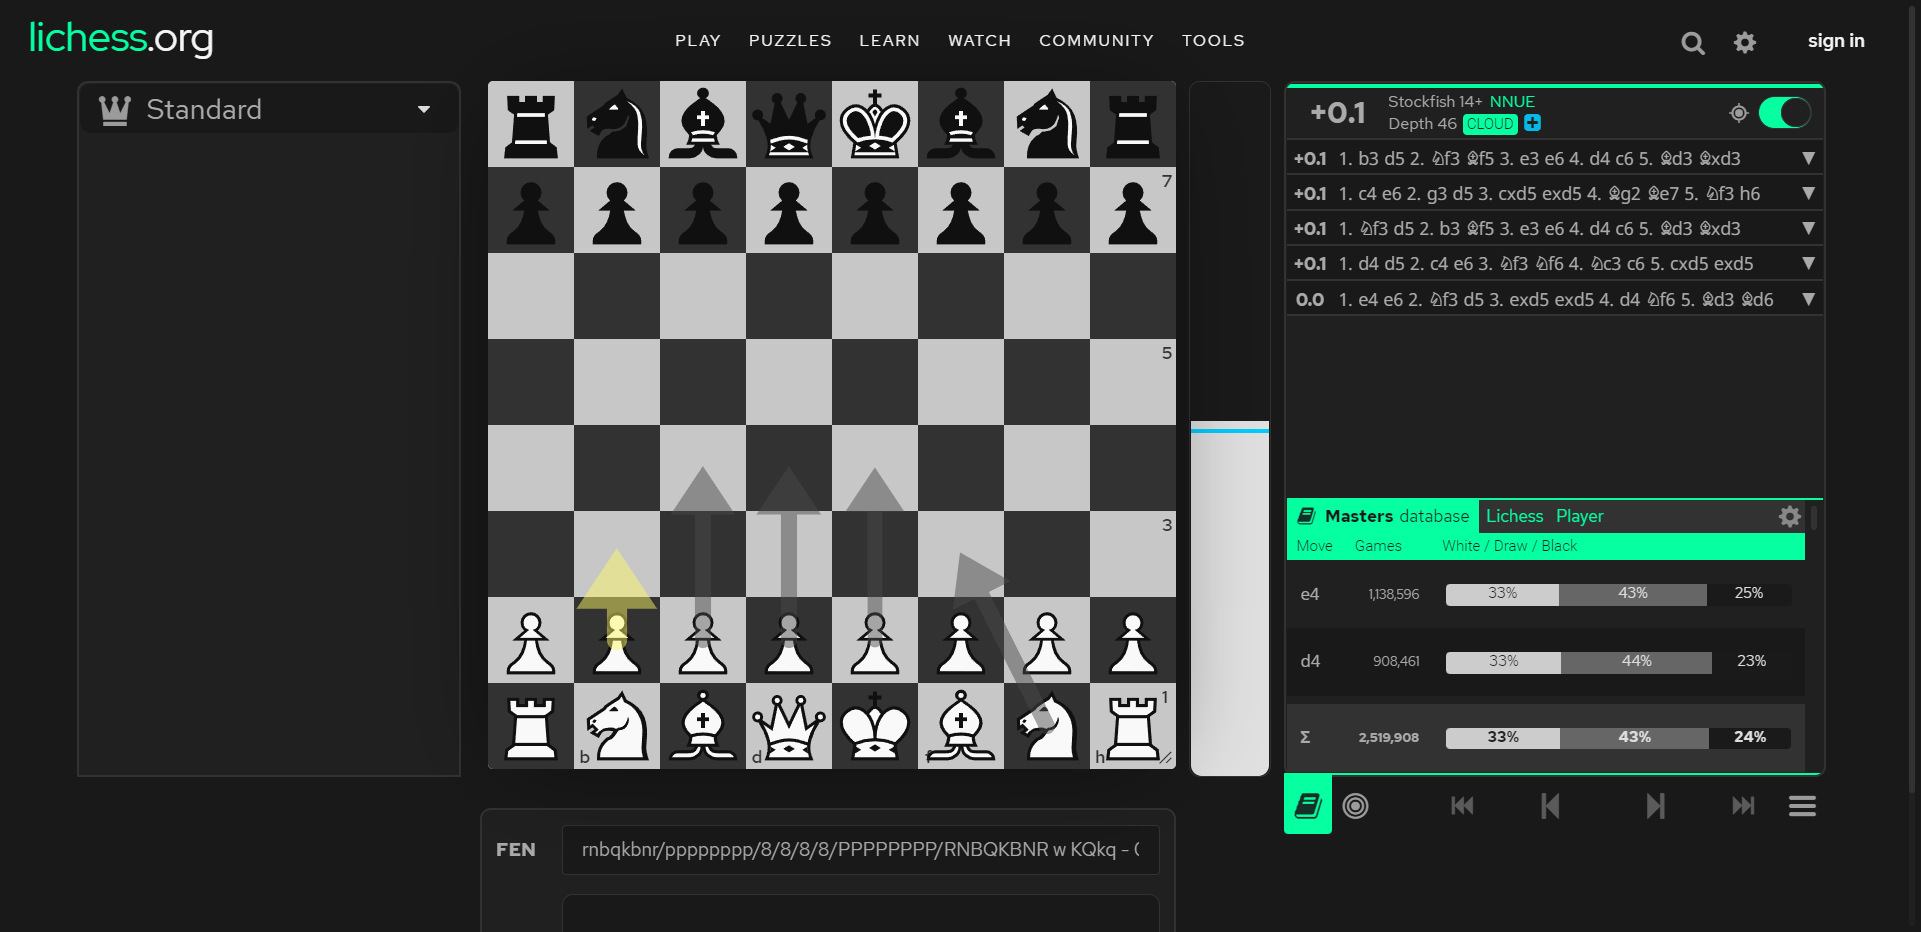 lichess.org
PLAY PUZZLES LEARN WATCH COMMUNITY TOOLS
sign in
Standard
7
5
3
1
b d f h
FEN rnbqkbnr/pppppppp/8/8/8/8/PPPPPPPP/RNBQKBNR w KQkq -
+0.1 Stockfish 14+ NNUE
Depth 46 CLOUD
+0.1 1. b3 d5 2. ♘f3 ♗f5 3. e3 e6 4. d4 c6 5. ♗d3 ♗xd3
+0.1 1. c4 e6 2. g3 d5 3. cxd5 exd5 4. ♗g2 ♗e7 5. ♘f3 h6
+0.1 1. ♘f3 d5 2. b3 ♗f5 3. e3 e6 4. d4 c6 5. ♗d3 ♗xd3
+0.1 1. d4 d5 2. c4 e6 3. ♘f3 ♘f6 4. ♘c3 c6 5. cxd5 exd5
0.0 1. e4 e6 2. ♘f3 d5 3. exd5 exd5 4. d4 ♘f6 5. ♗d3 ♗d6
Masters database Lichess Player
Move Games White / Draw / Black
e4 1,138,596 33% 43% 25%
d4 908,461 33% 44% 23%
Σ 2,519,908 33% 43% 24%